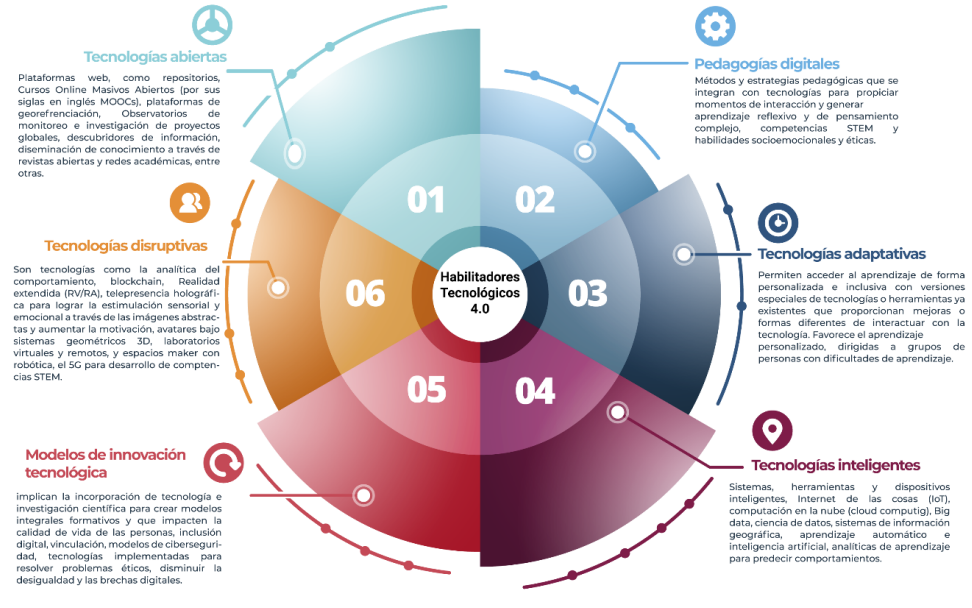 Tecnologías abiertas
Plataformas web, como repositorios,
Cursos Online Masivos Abiertos (por sus
siglas en inglés MOOCs), plataformas de
georefrenciación, Observatorios de
monitoreo e investigación de proyectos
globales, descubridores de información,
diseminación de conocimiento a través de
revistas abiertas y redes académicas, entre
otras.
Pedagogías digitales
Métodos y estrategias pedagógicas que se
integran con tecnologías para propiciar
momentos de interacción y generar
aprendizaje reflexivo y de pensamiento
complejo, competencias STEM y
habilidades socioemocionales y éticas.
01
02
Tecnologías disruptivas
Son tecnologías como la analítica del
comportamiento, blockchain, Realidad
extendida (RV/RA), telepresencia holográfi-
ca para lograr la estimulación sensorial y
emocional a través de las imágenes abstrac-
tas y aumentar la motivación, avatares bajo
sistemas geométricos 3D, laboratorios
virtuales y remotos, y espacios maker con
robótica, el 5G para desarrollo de compten-
cias STEM.
06
Habilitadores
Tecnológicos
4.0
03
Tecnologías adaptativas
Permiten acceder al aprendizaje de forma
personalizada e inclusiva con versiones
especiales de tecnologías o herramientas ya
existentes que proporcionan mejoras o
formas diferentes de interactuar con la
tecnología. Favorece el aprendizaje
personalizado, dirigidas a grupos de
personas con dificultades de aprendizaje.
05
04
Modelos de innovación
tecnológica
implican la incorporación de tecnología e
investigación científica para crear modelos
integrales formativos y que impacten la
calidad de vida de las personas, inclusión
digital, vinculación, modelos de ciberseguri-
dad, tecnologías implementadas para
resolver problemas éticos, disminuir la
desigualdad y las brechas digitales.
Tecnologías inteligentes
Sistemas, herramientas y dispositivos
inteligentes, Internet de las cosas (IoT),
computación en la nube (cloud computig), Big
data, ciencia de datos, sistemas de información
geográfica, aprendizaje automático e
inteligencia artificial, analíticas de aprendizaje
para predecir comportamientos.